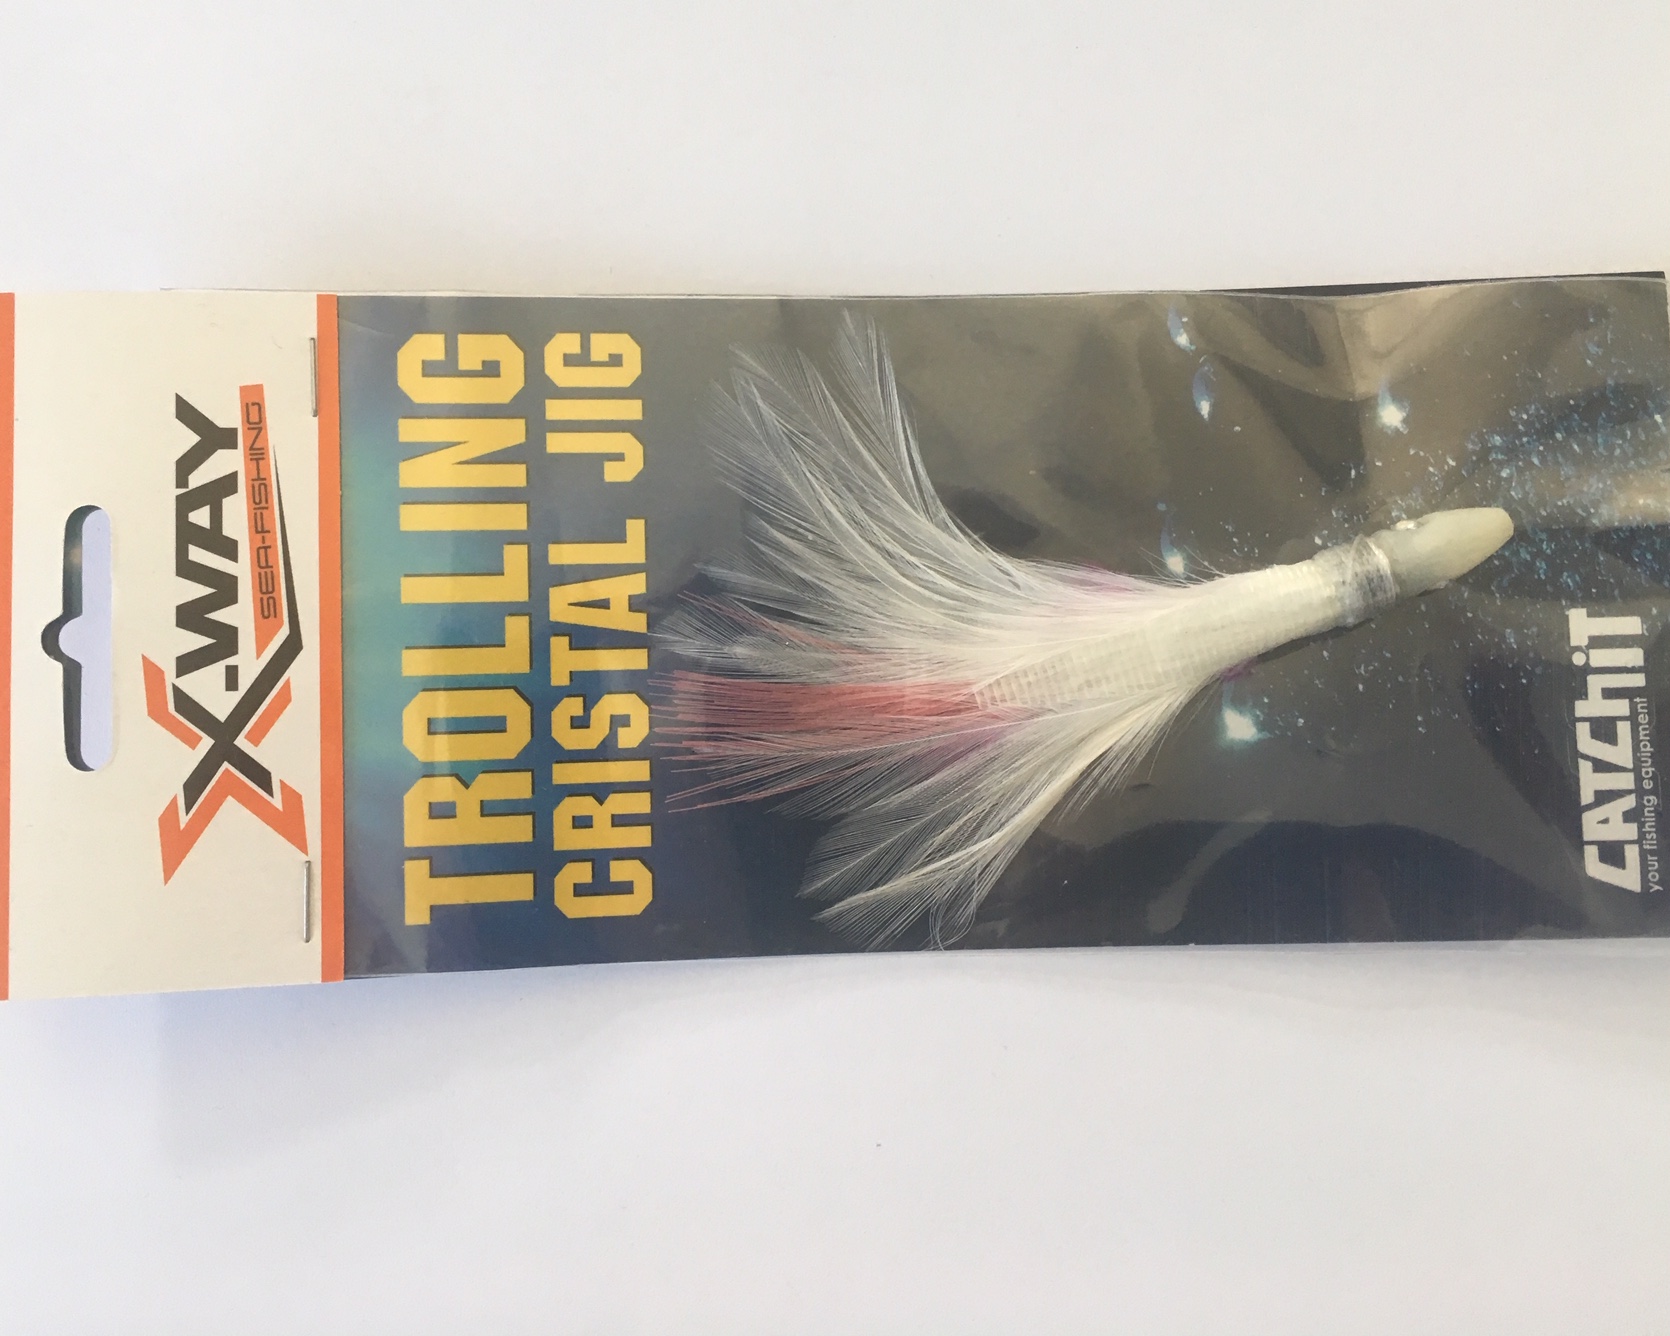 X-WAY
SEA-FISHING
TROLLING
CRISTAL JIG
CATChiT
your fishing equipment